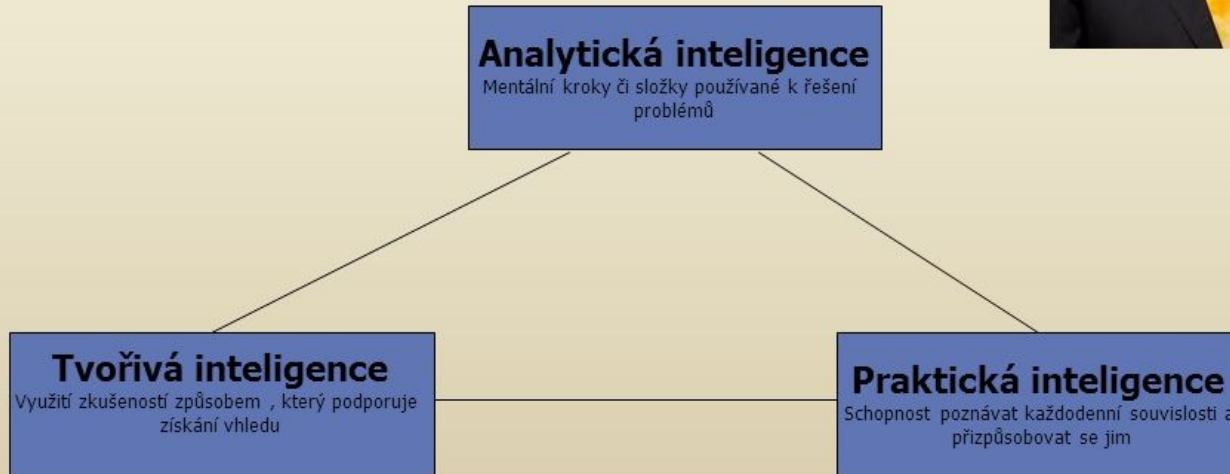 Analytická inteligence
Mentální kroky či složky používané k řešení
problémů
Tvořivá inteligence
Využití zkušeností způsobem , který podporuje
získání vhledu
Praktická inteligence
Schopnost poznávat každodenní souvislosti a
přizpůsobovat se jim